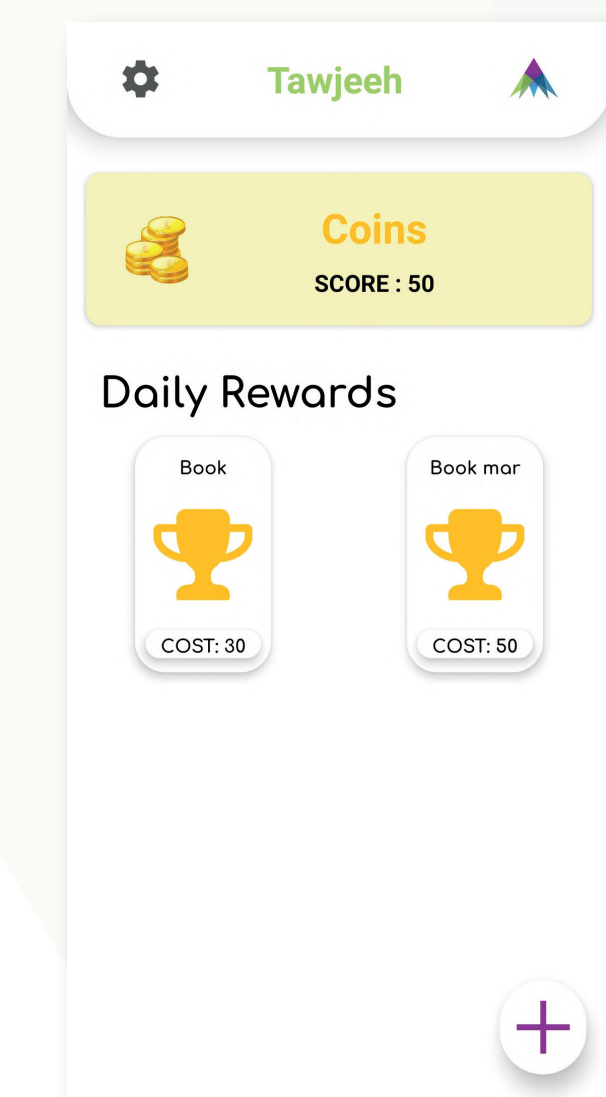 Tawjeeh
Coins
SCORE : 50
Daily Rewards
Book
Book mar
COST: 30
COST: 50